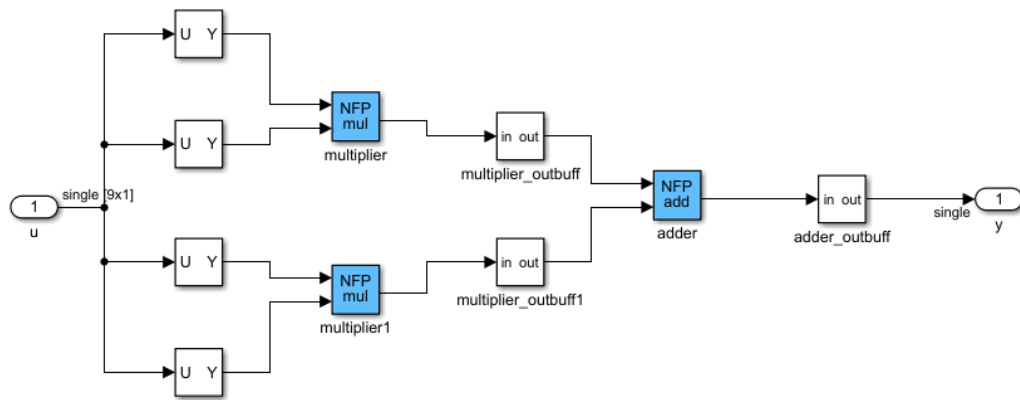 U Y
NFP
mul
multiplier
U Y
in out
multiplier_outbuff
single [9x1]
1
u
NFP
add
adder
in out
adder_outbuff
single
1
y
U Y
NFP
mul
multiplier1
in out
multiplier_outbuff1
U Y